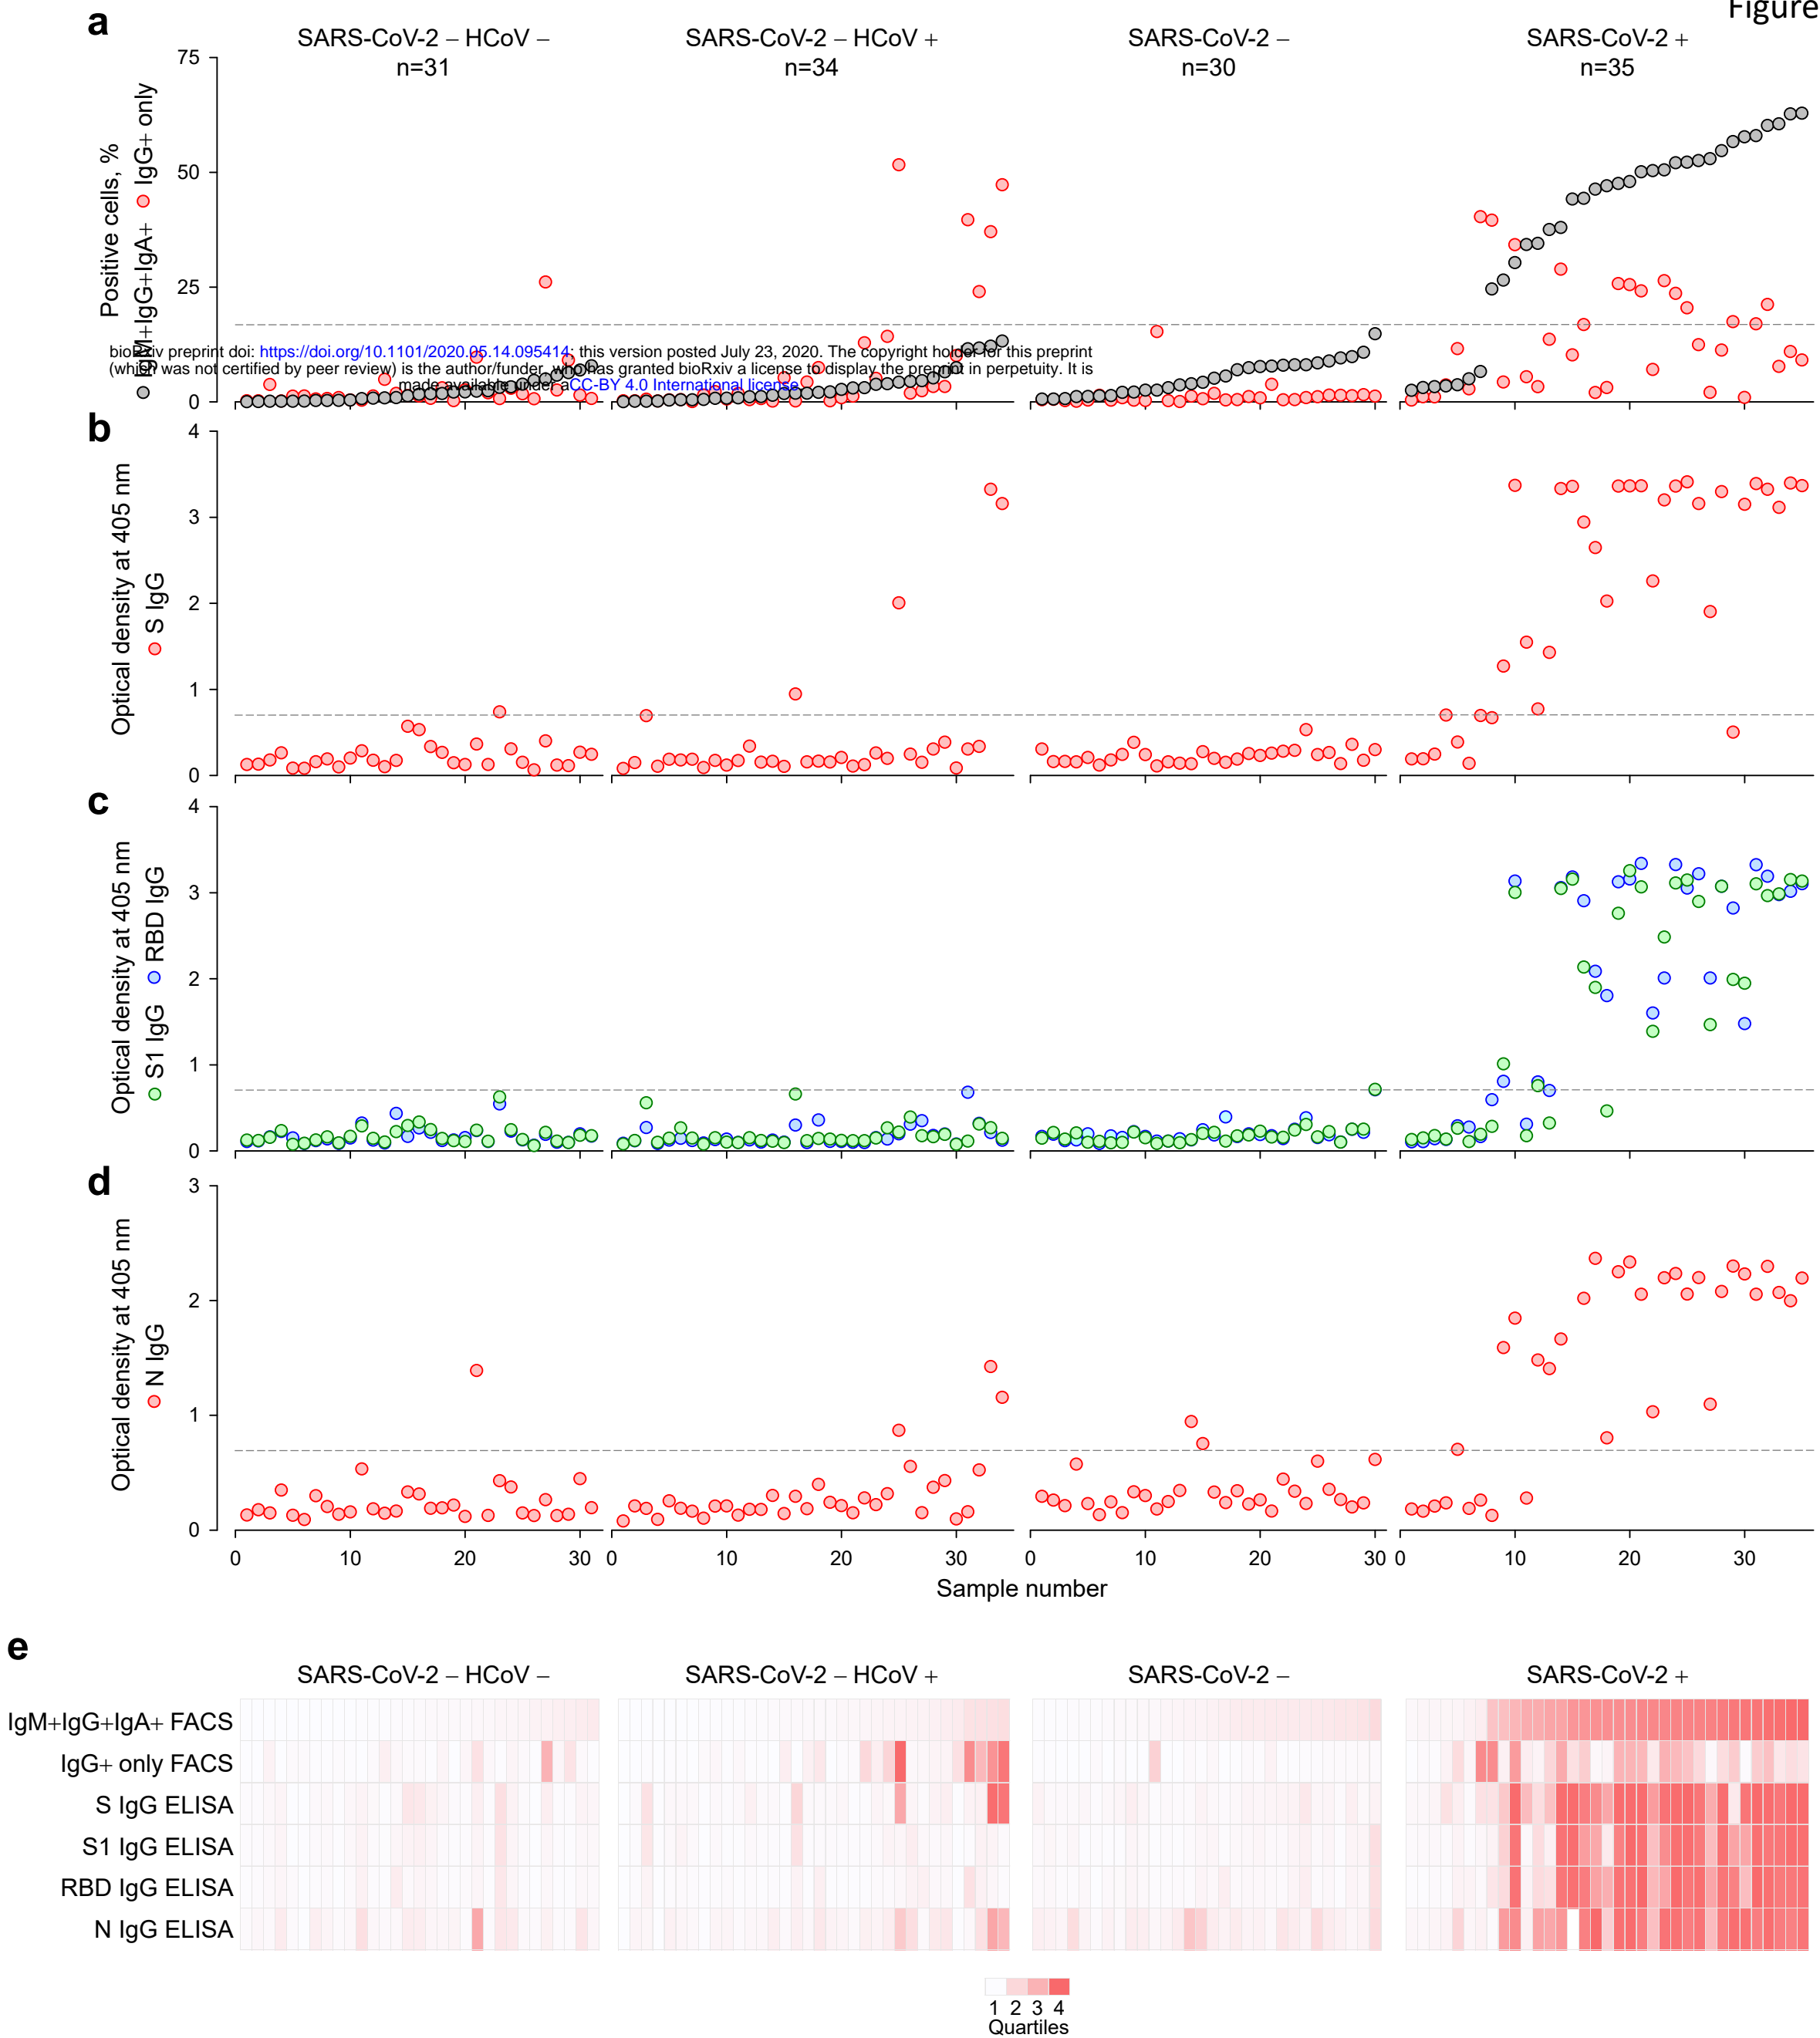 Figure
a
SARS-CoV-2 – HCoV –
n=31
SARS-CoV-2 – HCoV +
n=34
SARS-CoV-2 –
n=30
SARS-CoV-2 +
n=35
Positive cells, %
IgM+IgG+IgA+ IgG+ only
75
50
25
0
bioRxiv preprint doi: https://doi.org/10.1101/2020.05.14.095414; this version posted July 23, 2020. The copyright holder for this preprint
(which was not certified by peer review) is the author/funder, who has granted bioRxiv a license to display the preprint in perpetuity. It is
made available under aCC-BY 4.0 International license.
b
Optical density at 405 nm
S IgG
4
3
2
1
0
c
Optical density at 405 nm
S1 IgG RBD IgG
4
3
2
1
0
d
Optical density at 405 nm
N IgG
3
2
1
0
0 10 20 30 0 10 20 30 0 10 20 30 0 10 20 30
Sample number
e
SARS-CoV-2 – HCoV –
SARS-CoV-2 – HCoV +
SARS-CoV-2 –
SARS-CoV-2 +
IgM+IgG+IgA+ FACS
IgG+ only FACS
S IgG ELISA
S1 IgG ELISA
RBD IgG ELISA
N IgG ELISA
1 2 3 4
Quartiles